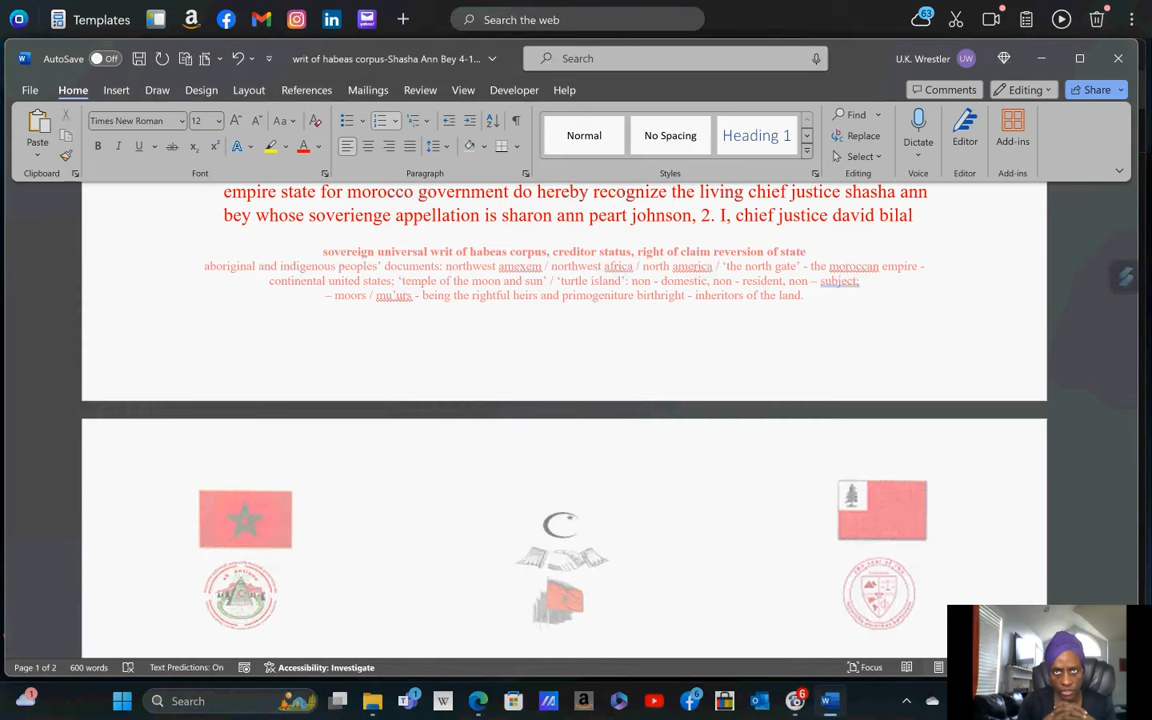 Templates
Search the web
63
AutoSave Off
writ of habeas corpus-Shasha Ann Bey 4-1...
Search
U.K. Wrestler UW
File Home Insert Draw Design Layout References Mailings Review View Developer Help
Comments Editing Share
Times New Roman 12
Paste
Normal No Spacing Heading 1
Find
Replace
Select
Dictate Editor Add-ins
Clipboard Font Paragraph Styles Editing Voice Editor Add-ins
empire state for morocco government do hereby recognize the living chief justice shasha ann
bey whose soverienge appellation is sharon ann peart johnson, 2. I, chief justice david bilal
sovereign universal writ of habeas corpus, creditor status, right of claim reversion of state
aboriginal and indigenous peoples' documents: northwest amexem / northwest africa / north america / 'the north gate' - the moroccan empire -
continental united states; 'temple of the moon and sun' / 'turtle island': non - domestic, non - resident, non – subject;
– moors / mu'urs - being the rightful heirs and primogeniture birthright - inheritors of the land.
Page 1 of 2 600 words Text Predictions: On Accessibility: Investigate Focus
Search